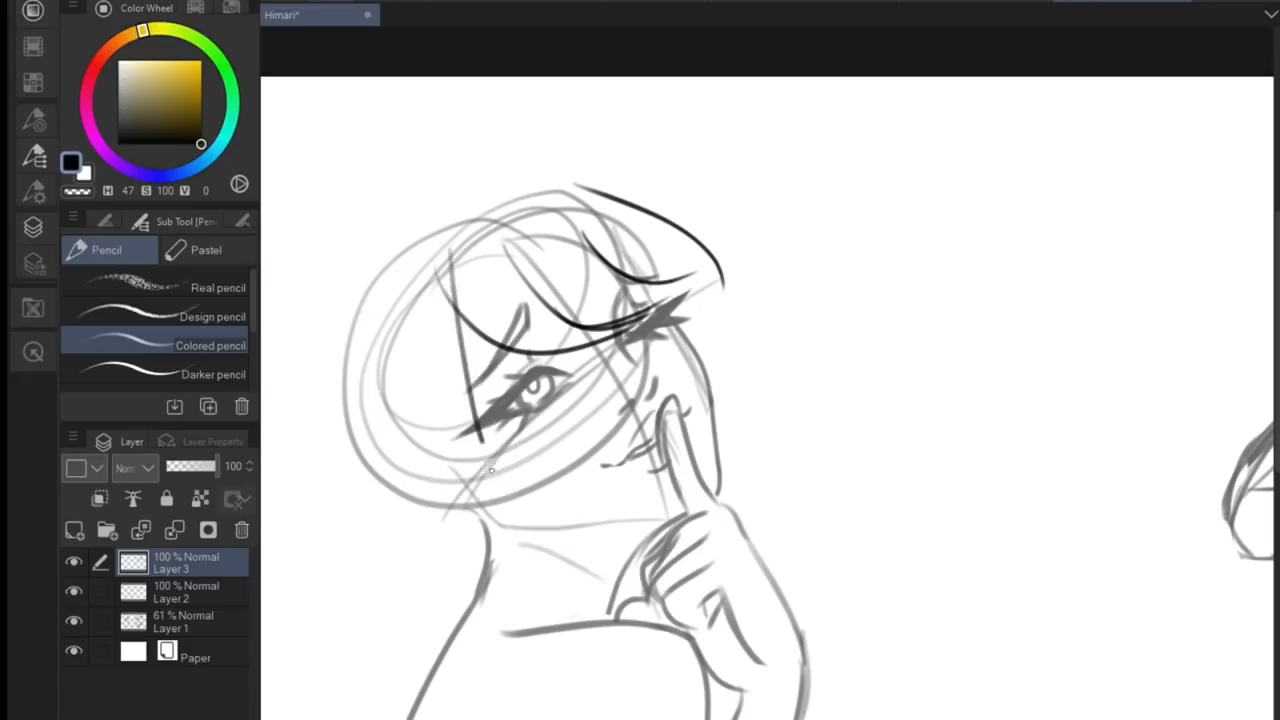 Color Wheel
Himari*
H 47 S 100 V 0
Sub Tool [Pen
Pencil
Pastel
Real pencil
Design pencil
Colored pencil
Darker pencil
Layer
Layer Property
Nom
100
100 % Normal
Layer 3
100 % Normal
Layer 2
61 % Normal
Layer 1
Paper